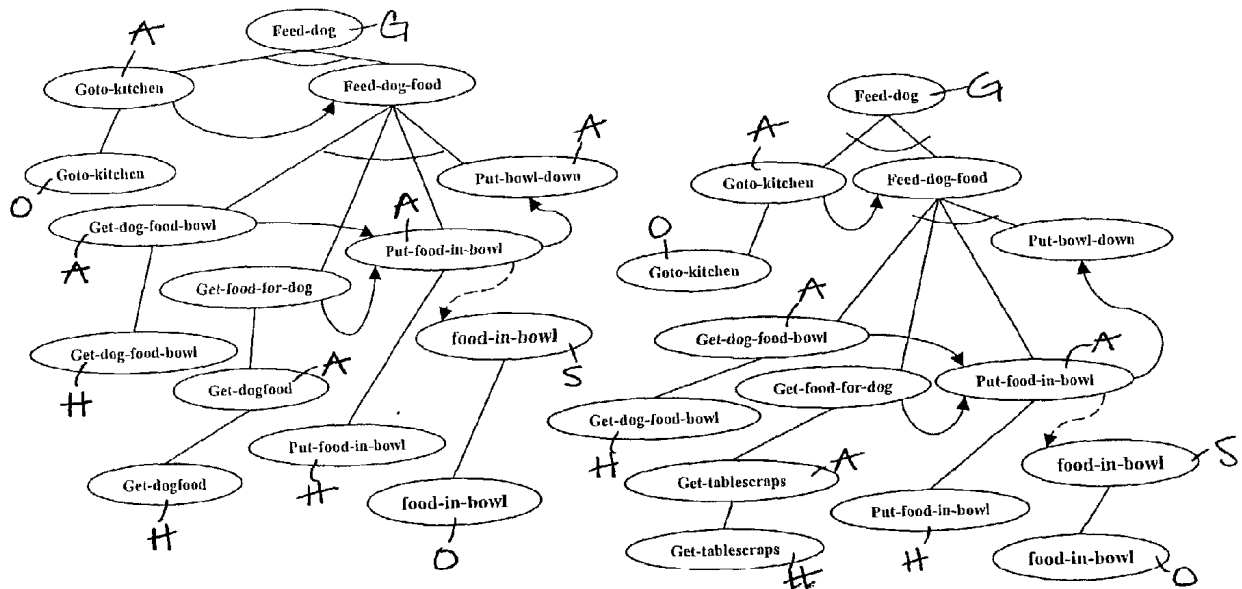 Feed-dog G
A
Goto-kitchen
Feed-dog-food
Goto-kitchen
O
Put-bowl-down
A
Get-dog-food-bowl
A
Put-food-in-bowl
A
Get-food-for-dog
food-in-bowl
S
Get-dog-food-bowl
H
Get-dogfood
A
Put-food-in-bowl
H
Get-dogfood
H
food-in-bowl
O
Feed-dog G
A
Goto-kitchen
Feed-dog-food
O
Goto-kitchen
Put-bowl-down
A
Get-dog-food-bowl
A
Put-food-in-bowl
Get-food-for-dog
Get-dog-food-bowl
H
food-in-bowl
S
Get-tablescraps
A
Put-food-in-bowl
H
Get-tablescraps
H
food-in-bowl
O